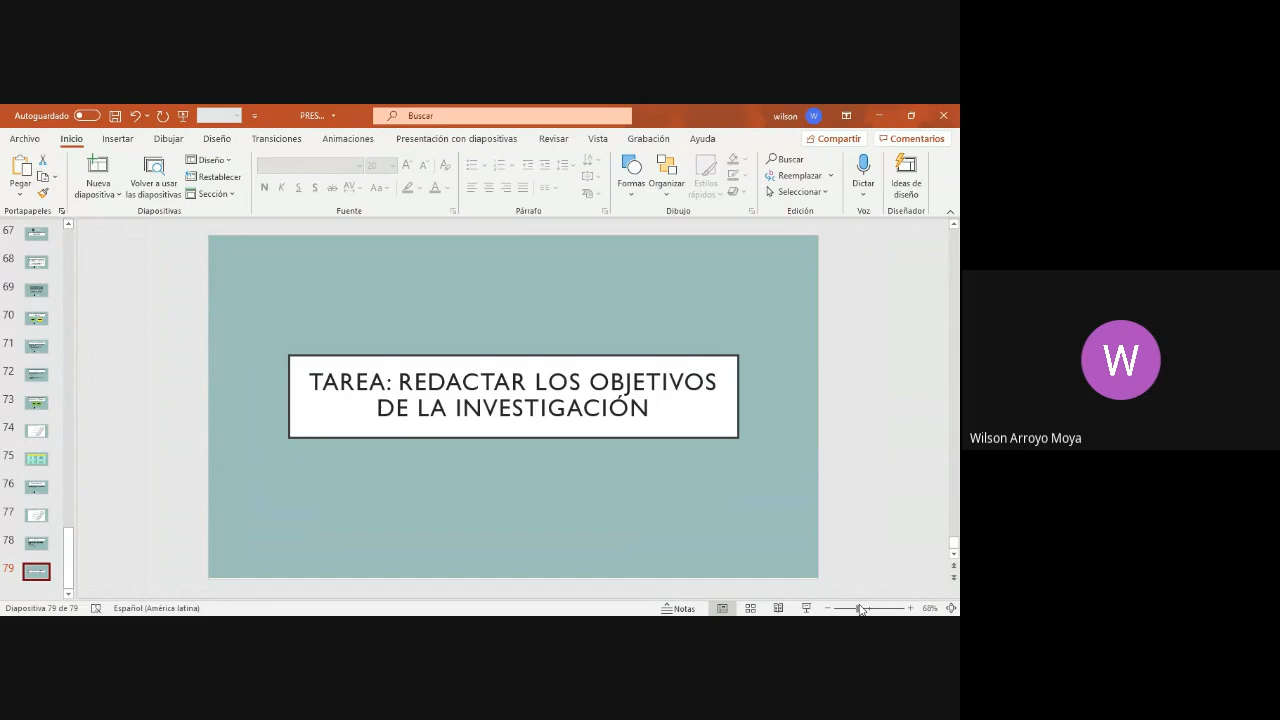 Autoguardado
PRES...
Buscar
wilson
W
Archivo
Inicio
Insertar
Dibujar
Diseño
Transiciones
Animaciones
Presentación con diapositivas
Revisar
Vista
Grabación
Ayuda
Compartir
Comentarios
Pegar
Portapapeles
Nueva
diapositiva
Volver a usar
las diapositivas
Diseño
Restablecer
Sección
Diapositivas
20
N
K
S
S
ab
AV
Aa
A
Fuente
Párrafo
Formas
Organizar
Estilos
rápidos
Dibujo
Buscar
Reemplazar
Seleccionar
Edición
Dictar
Voz
Ideas de
diseño
Diseñador
67
68
69
70
71
72
73
74
75
76
77
78
79
TAREA: REDACTAR LOS OBJETIVOS
DE LA INVESTIGACIÓN
W
Wilson Arroyo Moya
Diapositiva 79 de 79
Español (América latina)
Notas
68%